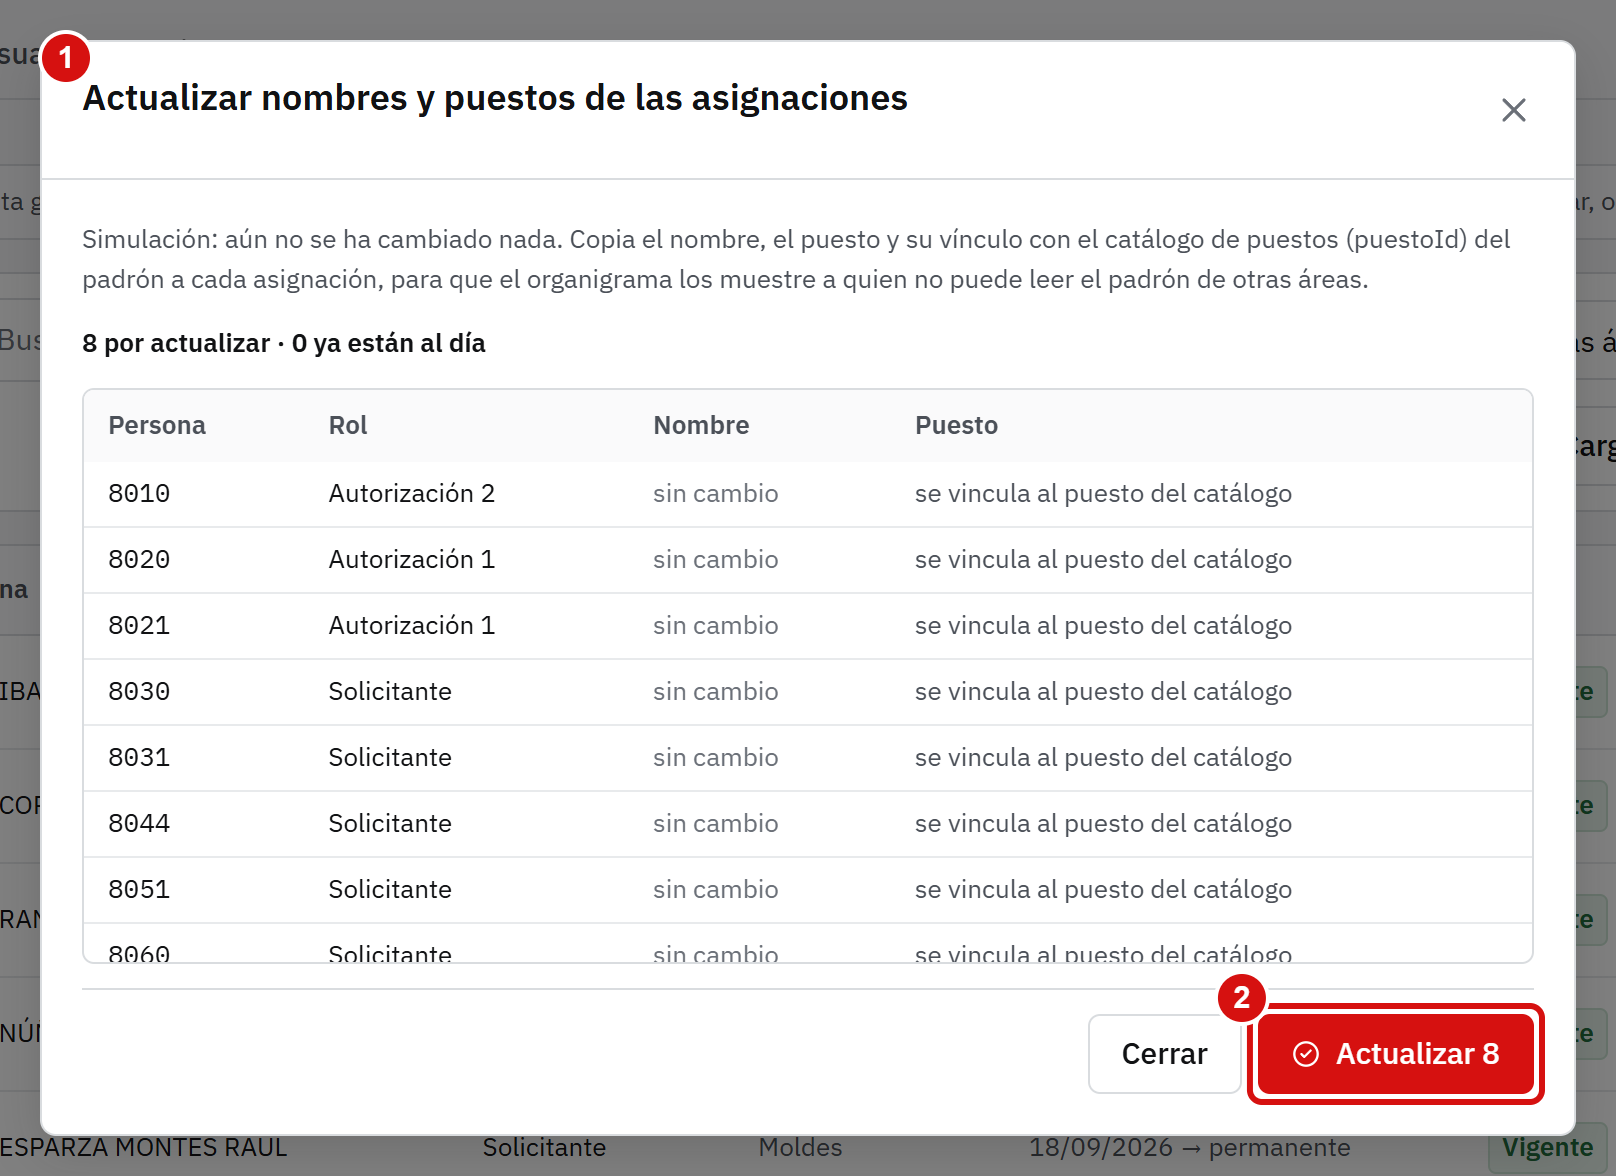 1
Actualizar nombres y puestos de las asignaciones
Simulación: aún no se ha cambiado nada. Copia el nombre, el puesto y su vínculo con el catálogo de puestos (puestoId) del
padrón a cada asignación, para que el organigrama los muestre a quien no puede leer el padrón de otras áreas.
8 por actualizar · 0 ya están al día
Persona Rol Nombre Puesto
8010 Autorización 2 sin cambio se vincula al puesto del catálogo
8020 Autorización 1 sin cambio se vincula al puesto del catálogo
8021 Autorización 1 sin cambio se vincula al puesto del catálogo
8030 Solicitante sin cambio se vincula al puesto del catálogo
8031 Solicitante sin cambio se vincula al puesto del catálogo
8044 Solicitante sin cambio se vincula al puesto del catálogo
8051 Solicitante sin cambio se vincula al puesto del catálogo
8060 Solicitante sin cambio se vincula al puesto del catálogo
2
Cerrar Actualizar 8
ESPARZA MONTES RAUL Solicitante Moldes 18/09/2026 → permanente Vigente